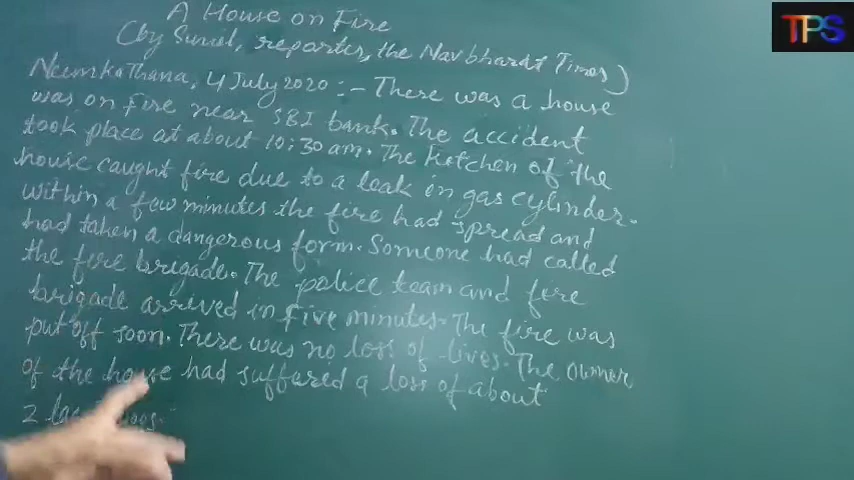 TPS
A House on Fire
(by Sunil, reporter, the Navbharat Times)
Neemkathana, 4 July 2020 :- There was a house
was on fire near SBI bank. The accident
took place at about 10:30 am. The Ketchen of the
house caught fire due to a leak in gas cylinder.
within a few minutes the fire had spread and
had taken a dangerous form. Someone had called
the fire brigade. The police team and fire
brigade arrived in five minutes. The fire was
put off soon. There was no loss of lives. The owner
of the house had suffured a loss of about
2